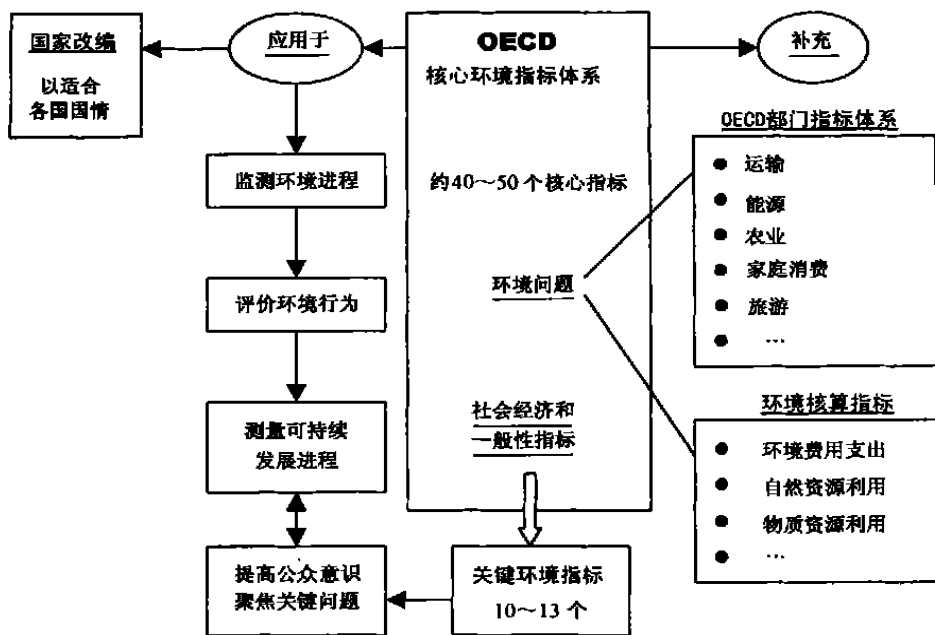 国家改编
以适合
各国国情
应用于
监测环境进程
评价环境行为
测量可持续
发展进程
提高公众意识
聚焦关键问题
OECD
核心环境指标体系
约40～50个核心指标
环境问题
社会经济和
一般性指标
关键环境指标
10～13个
补充
OECD部门指标体系
● 运输
● 能源
● 农业
● 家庭消费
● 旅游
● …
环境核算指标
● 环境费用支出
● 自然资源利用
● 物质资源利用
● …